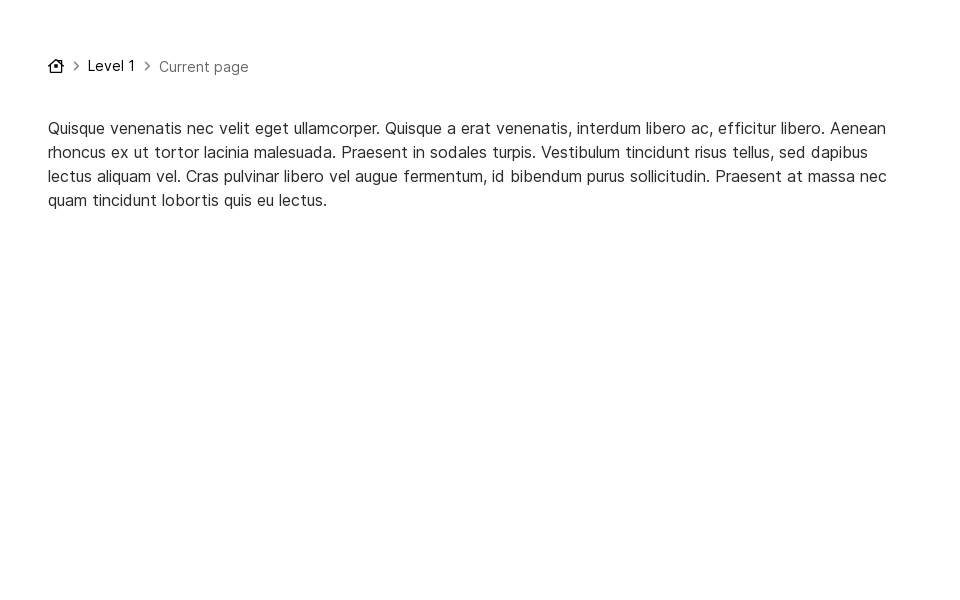 Level 1 Current page
Quisque venenatis nec velit eget ullamcorper. Quisque a erat venenatis, interdum libero ac, efficitur libero. Aenean
rhoncus ex ut tortor lacinia malesuada. Praesent in sodales turpis. Vestibulum tincidunt risus tellus, sed dapibus
lectus aliquam vel. Cras pulvinar libero vel augue fermentum, id bibendum purus sollicitudin. Praesent at massa nec
quam tincidunt lobortis quis eu lectus.